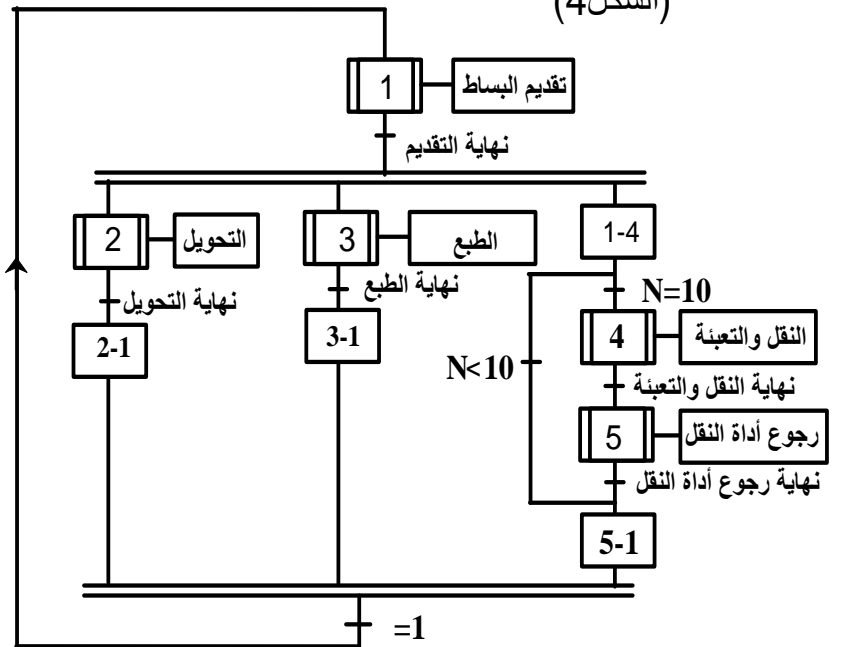 (الشكل4)
1
تقديم البساط
نهاية التقديم
2
التحويل
3
الطبع
1-4
نهاية التحويل
نهاية الطبع
N=10
2-1
3-1
N<10
4
النقل والتعبئة
نهاية النقل والتعبئة
5
رجوع أداة النقل
نهاية رجوع أداة النقل
5-1
=1